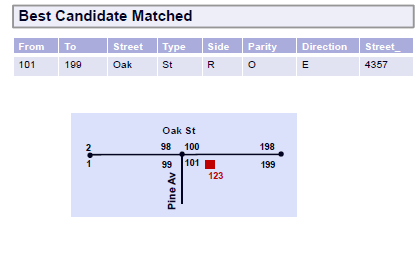 Best Candidate Matched
From To Street Type Side Parity Direction Street_
101 199 Oak St R O E 4357
Oak St
2 98 100 198
1 99 101 199
123
Pine Av